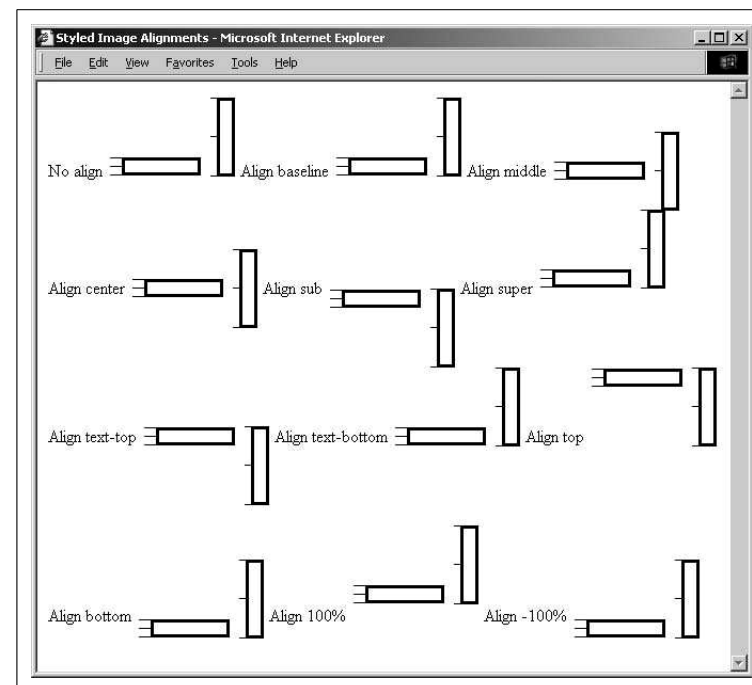 Styled Image Alignments - Microsoft Internet Explorer
File Edit View Favorites Tools Help
No align Align baseline Align middle
Align center Align sub Align super
Align text-top Align text-bottom Align top
Align bottom Align 100% Align -100%